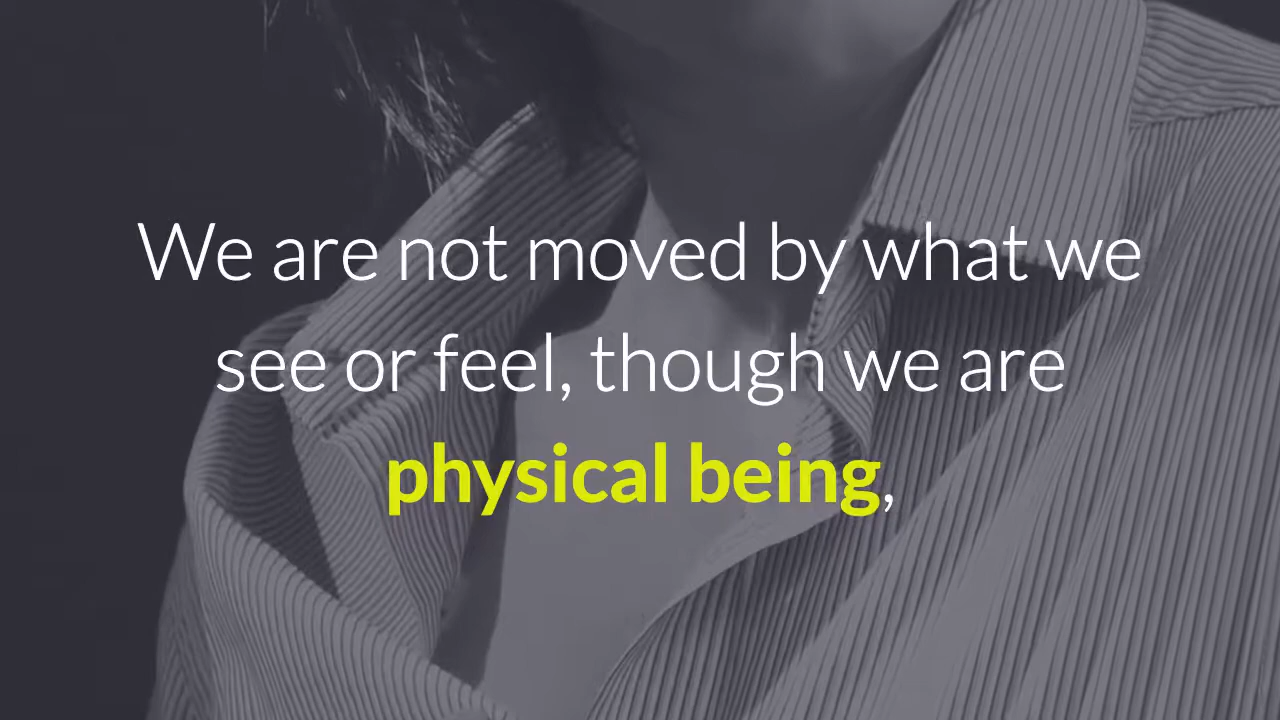 We are not moved by what we
see or feel, though we are
physical being,